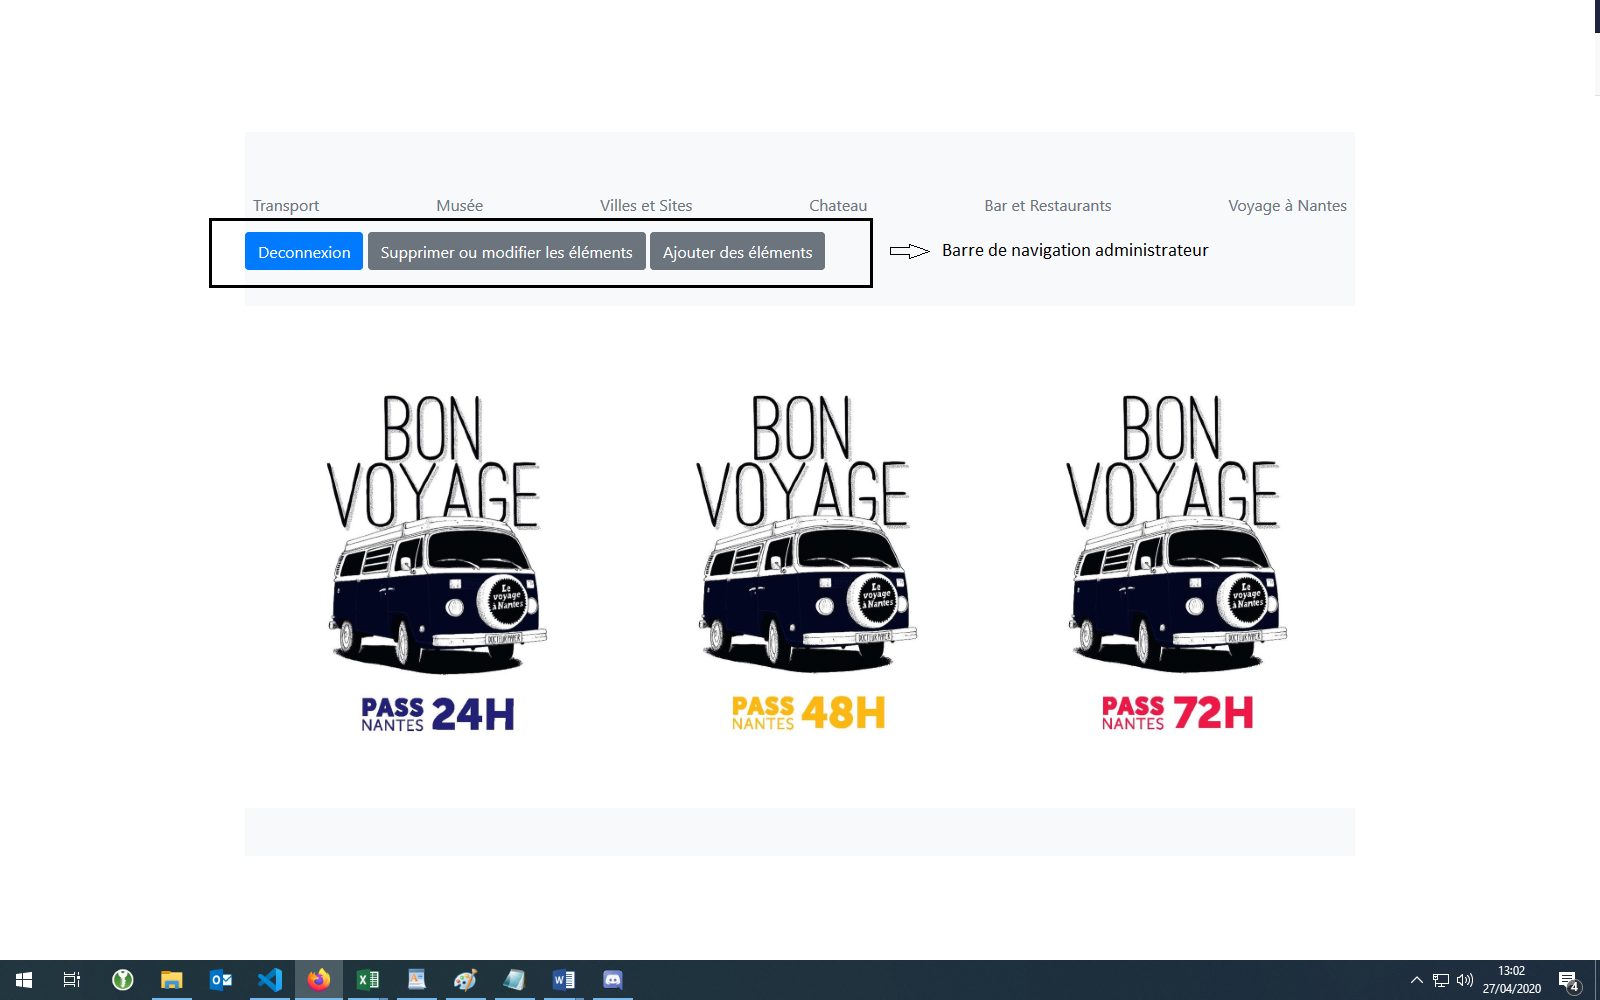 Transport Musée Villes et Sites Chateau Bar et Restaurants Voyage à Nantes
Deconnexion Supprimer ou modifier les éléments Ajouter des éléments Barre de navigation administrateur
BON BON BON
VOYAGE VOYAGE VOYAGE
Le Le Le
voyage voyage voyage
à Nantes à Nantes à Nantes
PASS NANTES 24H PASS NANTES 48H PASS NANTES 72H
13:02
27/04/2020
4